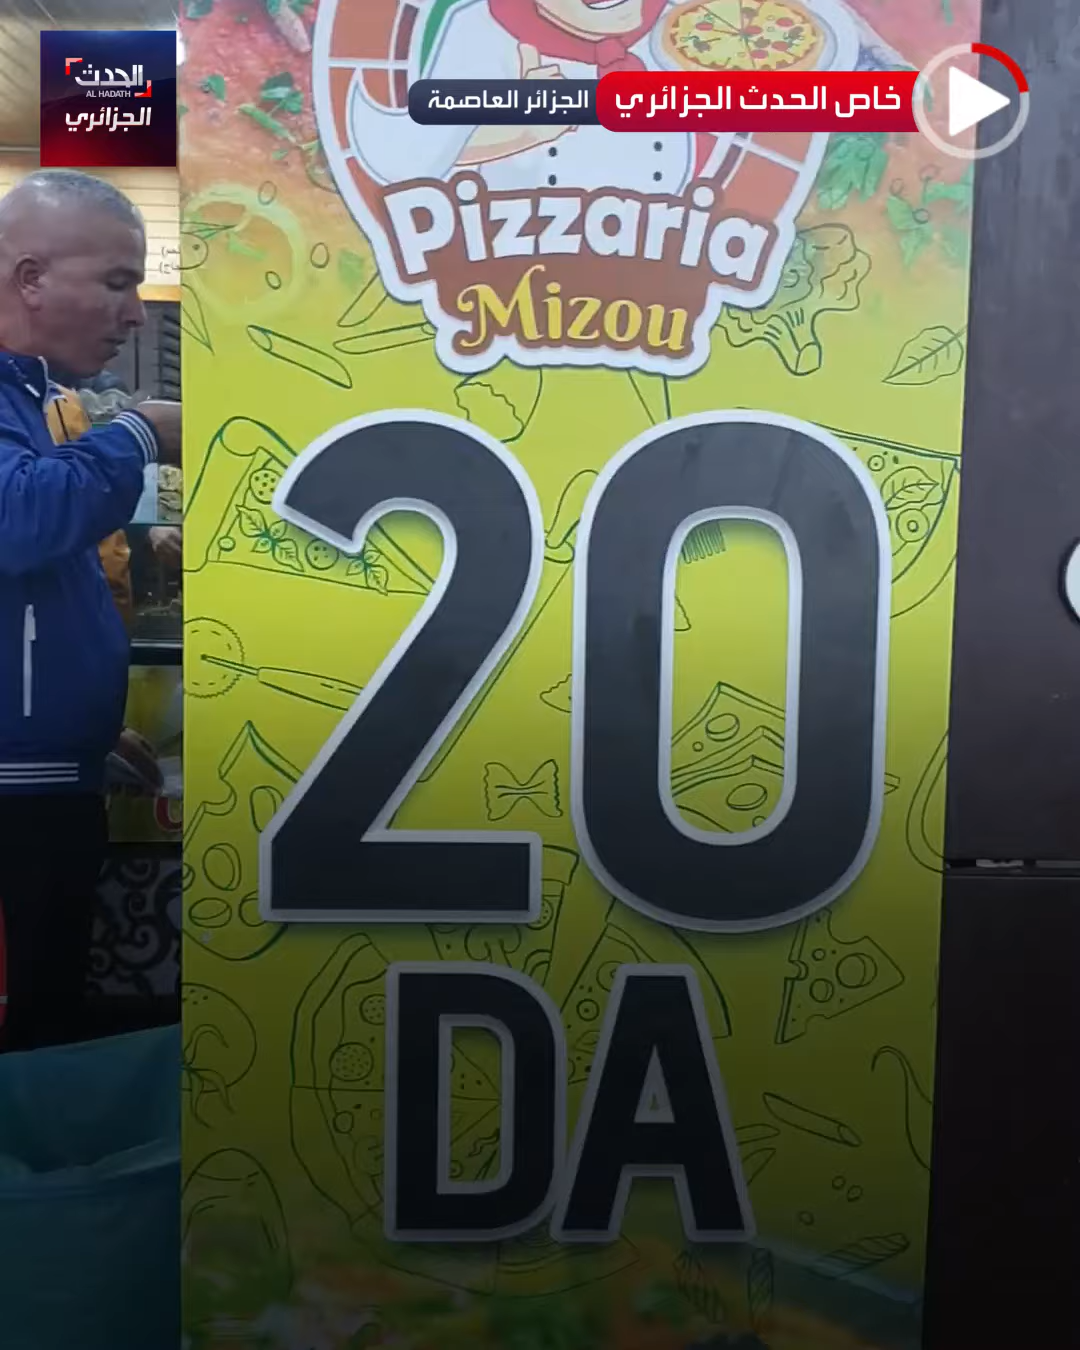 الحدث
AL HADATH
الجزائري
خاص الحدث الجزائري
الجزائر العاصمة
Pizzaria
Mizou
20
DA